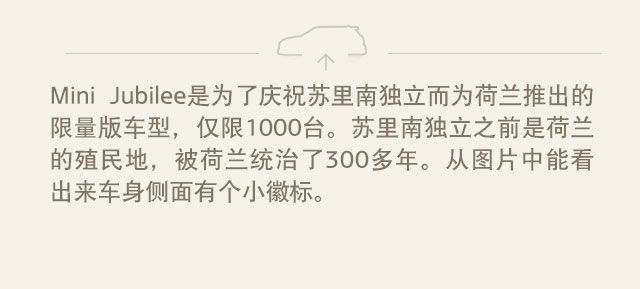 Mini Jubilee是为了庆祝苏里南独立而为荷兰推出的
限量版车型，仅限1000台。苏里南独立之前是荷兰
的殖民地，被荷兰统治了300多年。从图片中能看
出来车身侧面有个小徽标。